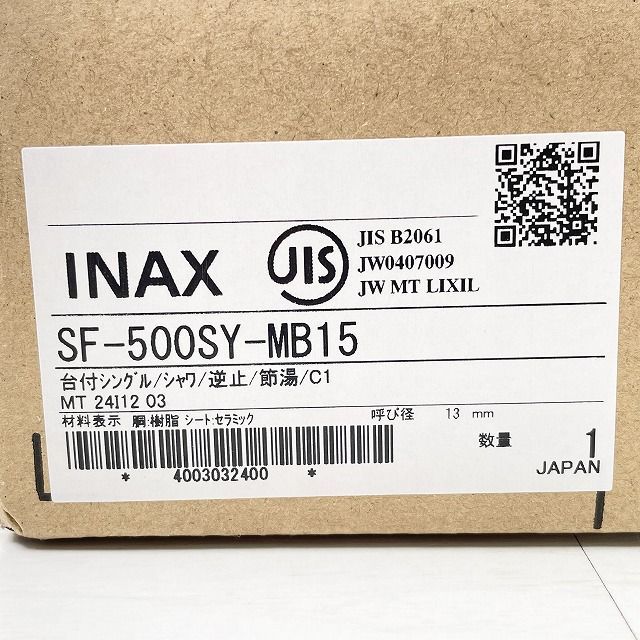 INAX
JIS
JIS B2061
JW0407009
JW MT LIXIL
SF-500SY-MB15
台付シングル/シャワ/逆止/節湯/C1
MT 24I12 03
材料表示 胴:樹脂 シート:セラミック 呼び径 13 mm
数量 1
* 4003032400 *
JAPAN